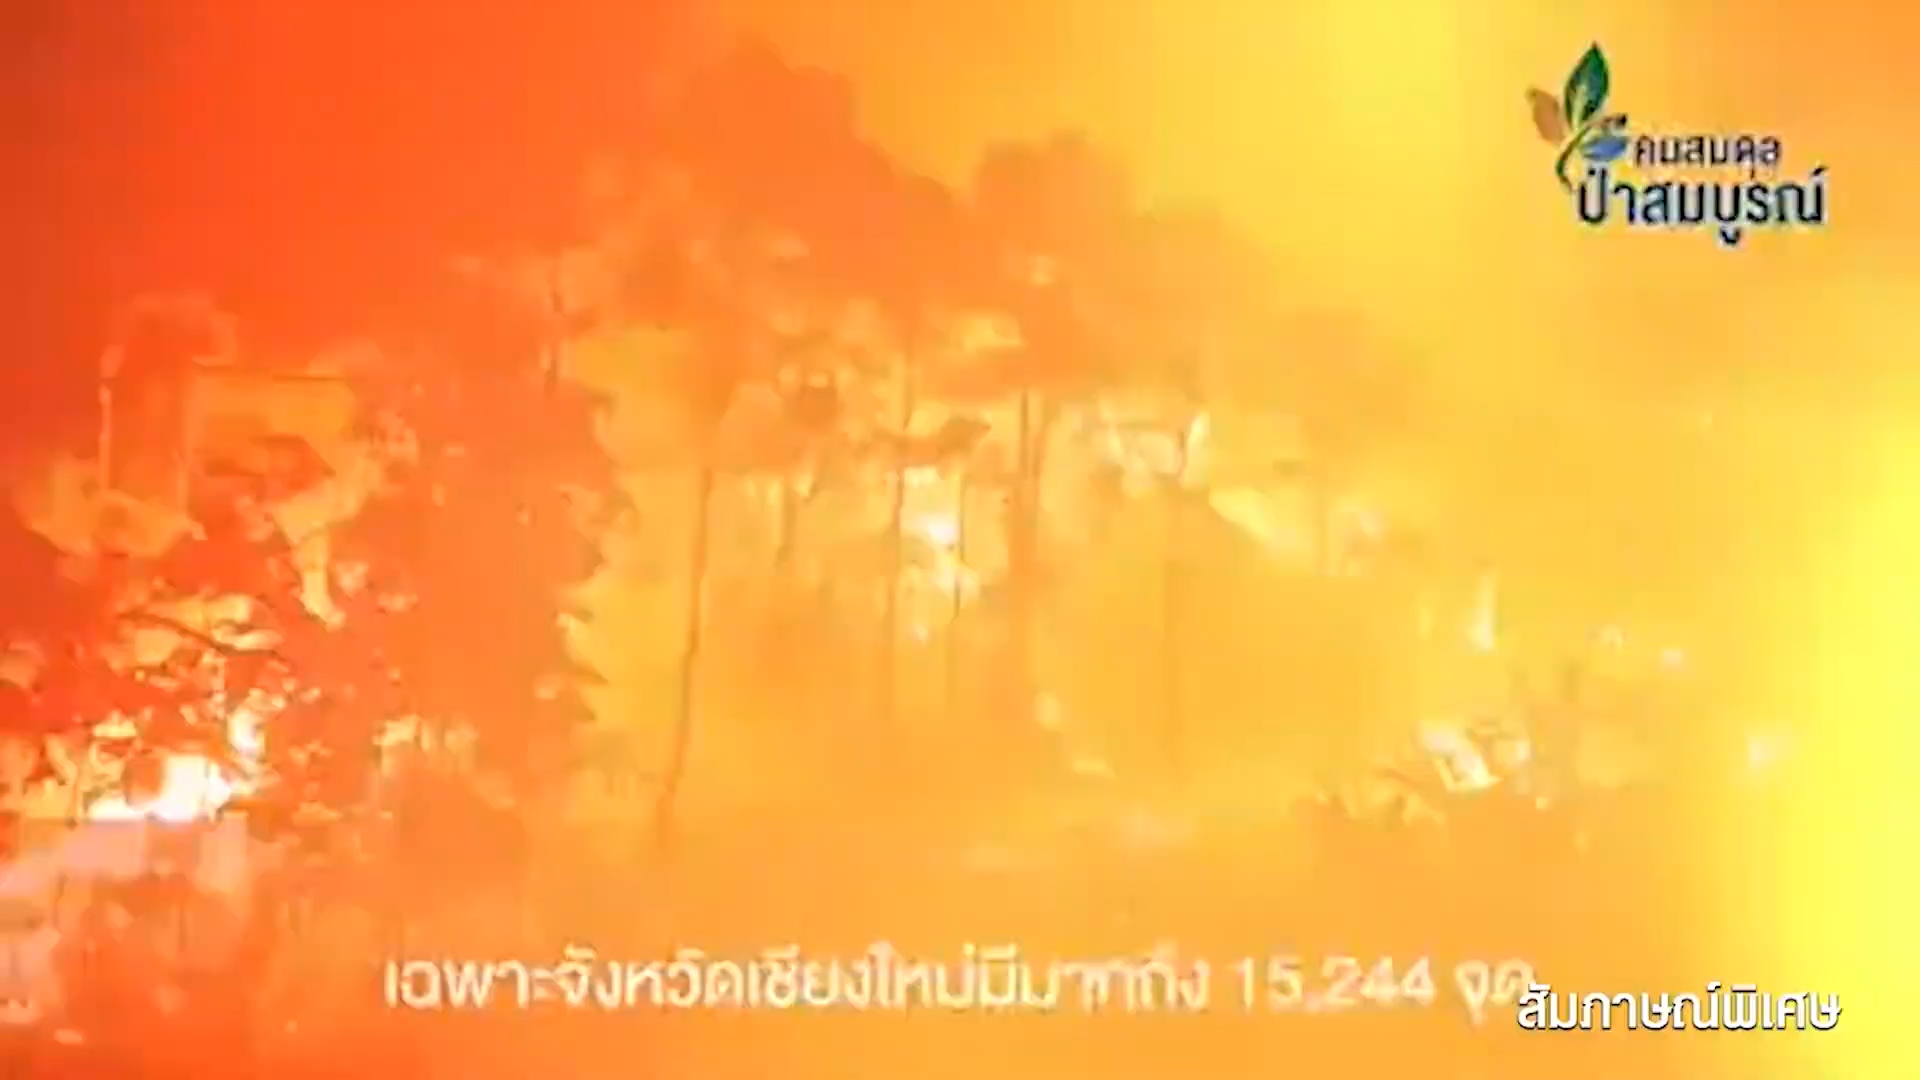 คนสมดุล
ป่าสมบูรณ์
เฉพาะจังหวัดเชียงใหม่มีมากถึง 15,244 จุด
สัมภาษณ์พิเศษ